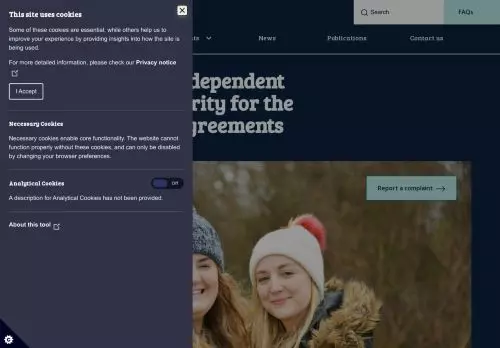 This site uses cookies
Some of these cookies are essential, while others help us to
improve your experience by providing insights into how the site is
being used.
For more detailed information, please check our Privacy notice
I Accept
Necessary Cookies
Necessary cookies enable core functionality. The website cannot
function properly without these cookies, and can only be disabled
by changing your browser preferences.
Analytical Cookies
Off
A description for Analytical Cookies has not been provided.
About this tool
Search
FAQs
ts
News
Publications
Contact us
dependent
rity for the
greements
Report a complaint